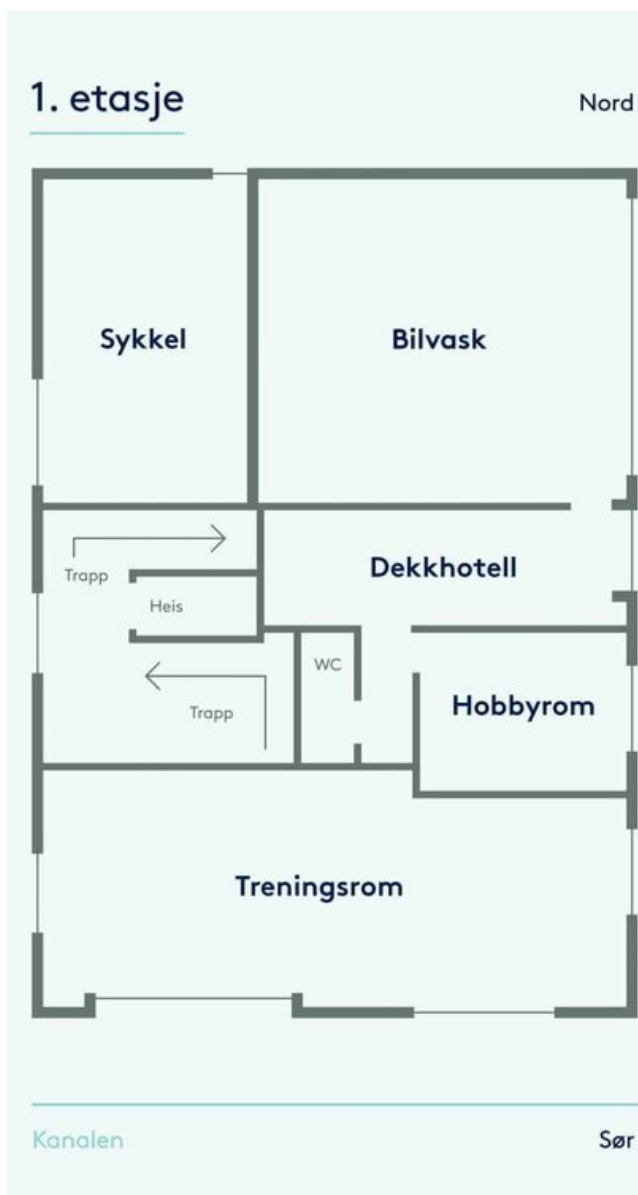 1. etasje
Nord
Sykkel
Bilvask
Dekkhotell
Trapp
Heis
WC
Hobbyrom
Trapp
Treningsrom
Kanalen
Sør